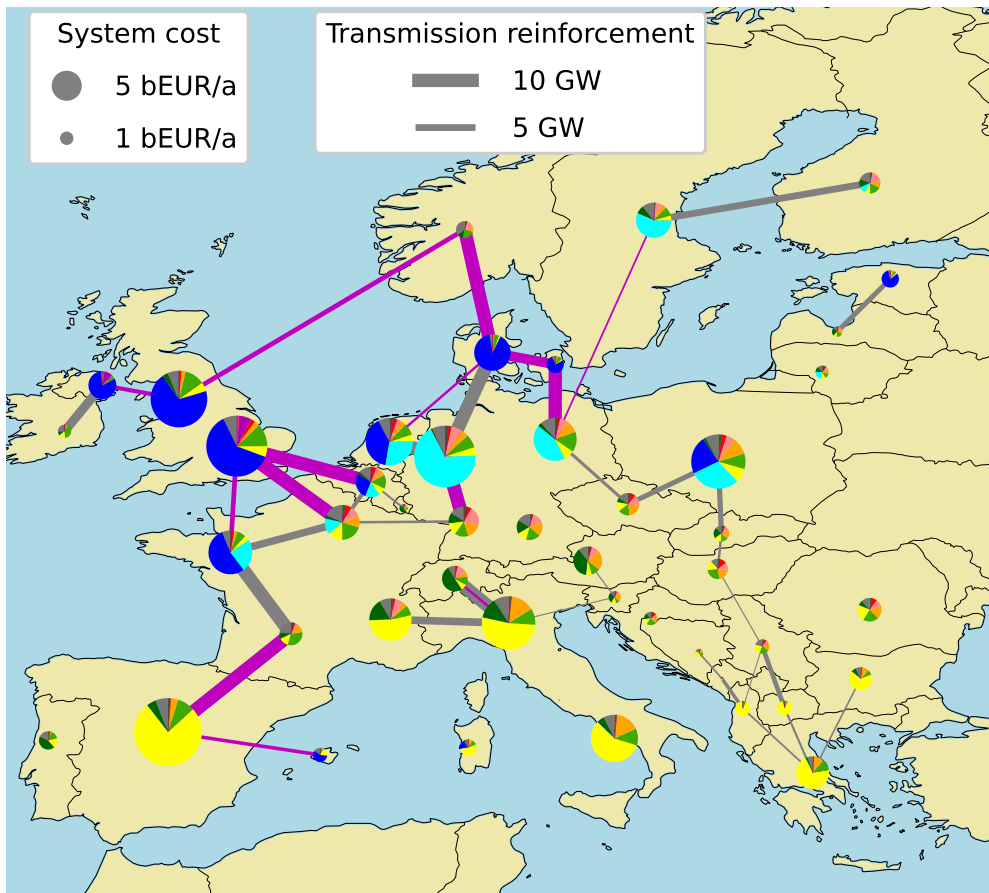 System cost
5 bEUR/a
1 bEUR/a
Transmission reinforcement
10 GW
5 GW